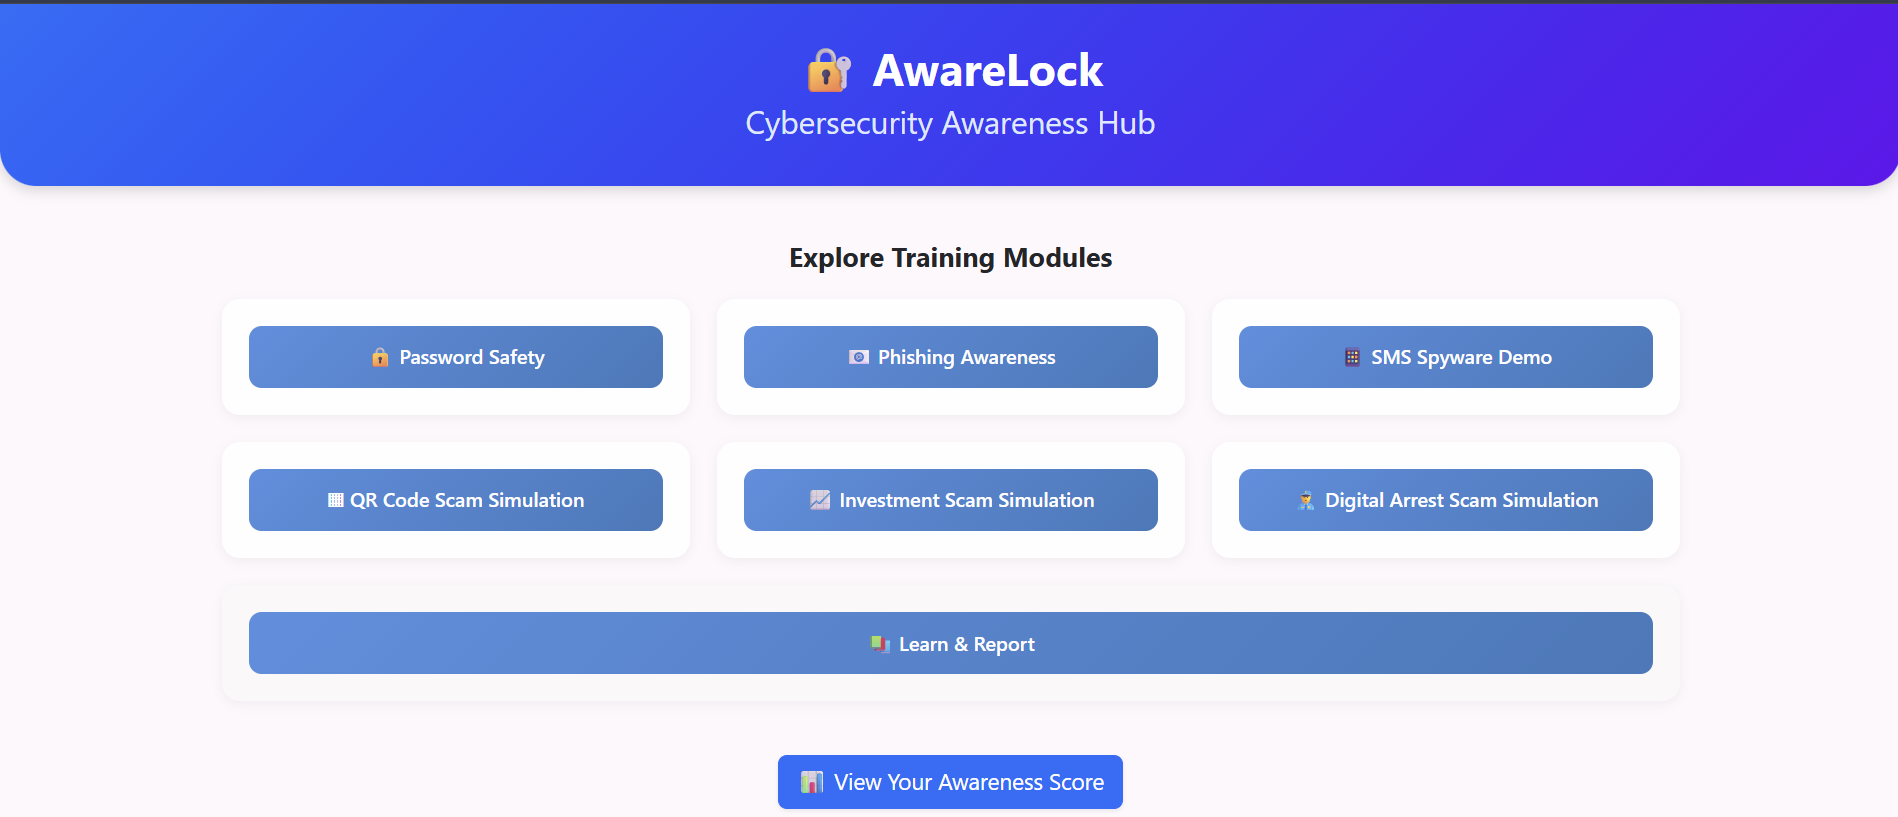 AwareLock
Cybersecurity Awareness Hub
Explore Training Modules
Password Safety
Phishing Awareness
SMS Spyware Demo
QR Code Scam Simulation
Investment Scam Simulation
Digital Arrest Scam Simulation
Learn & Report
View Your Awareness Score